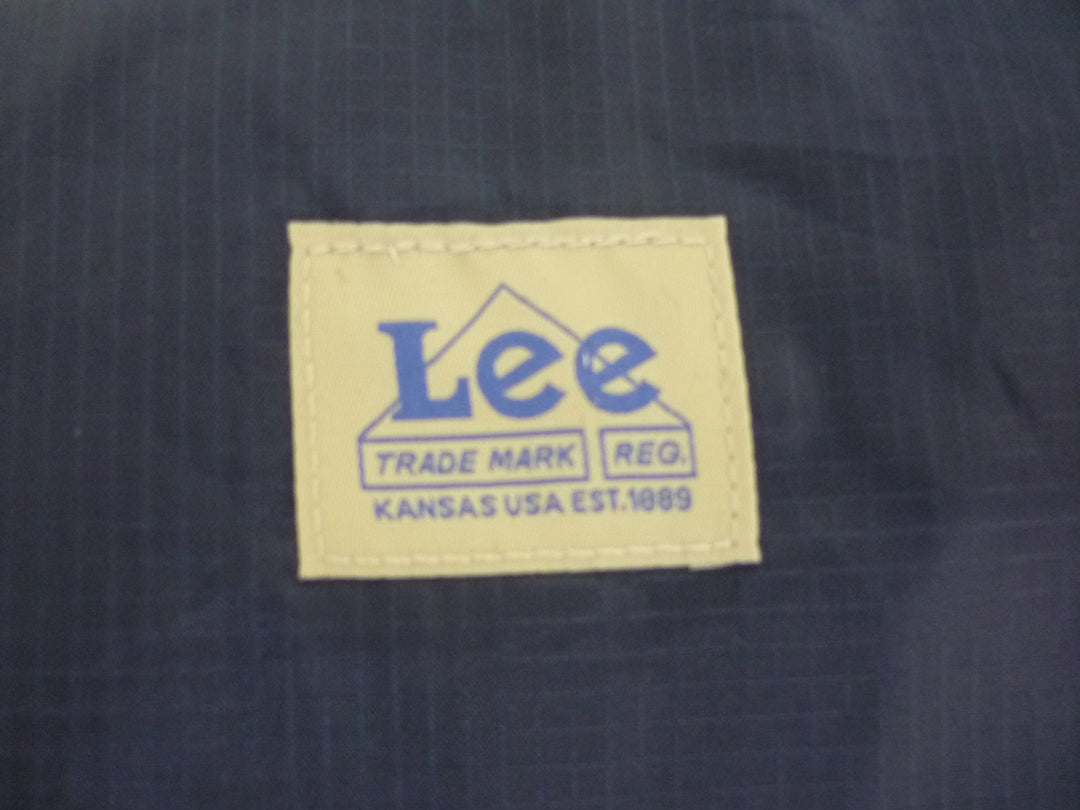 Lee
TRADE MARK REG.
KANSAS USA EST.1889